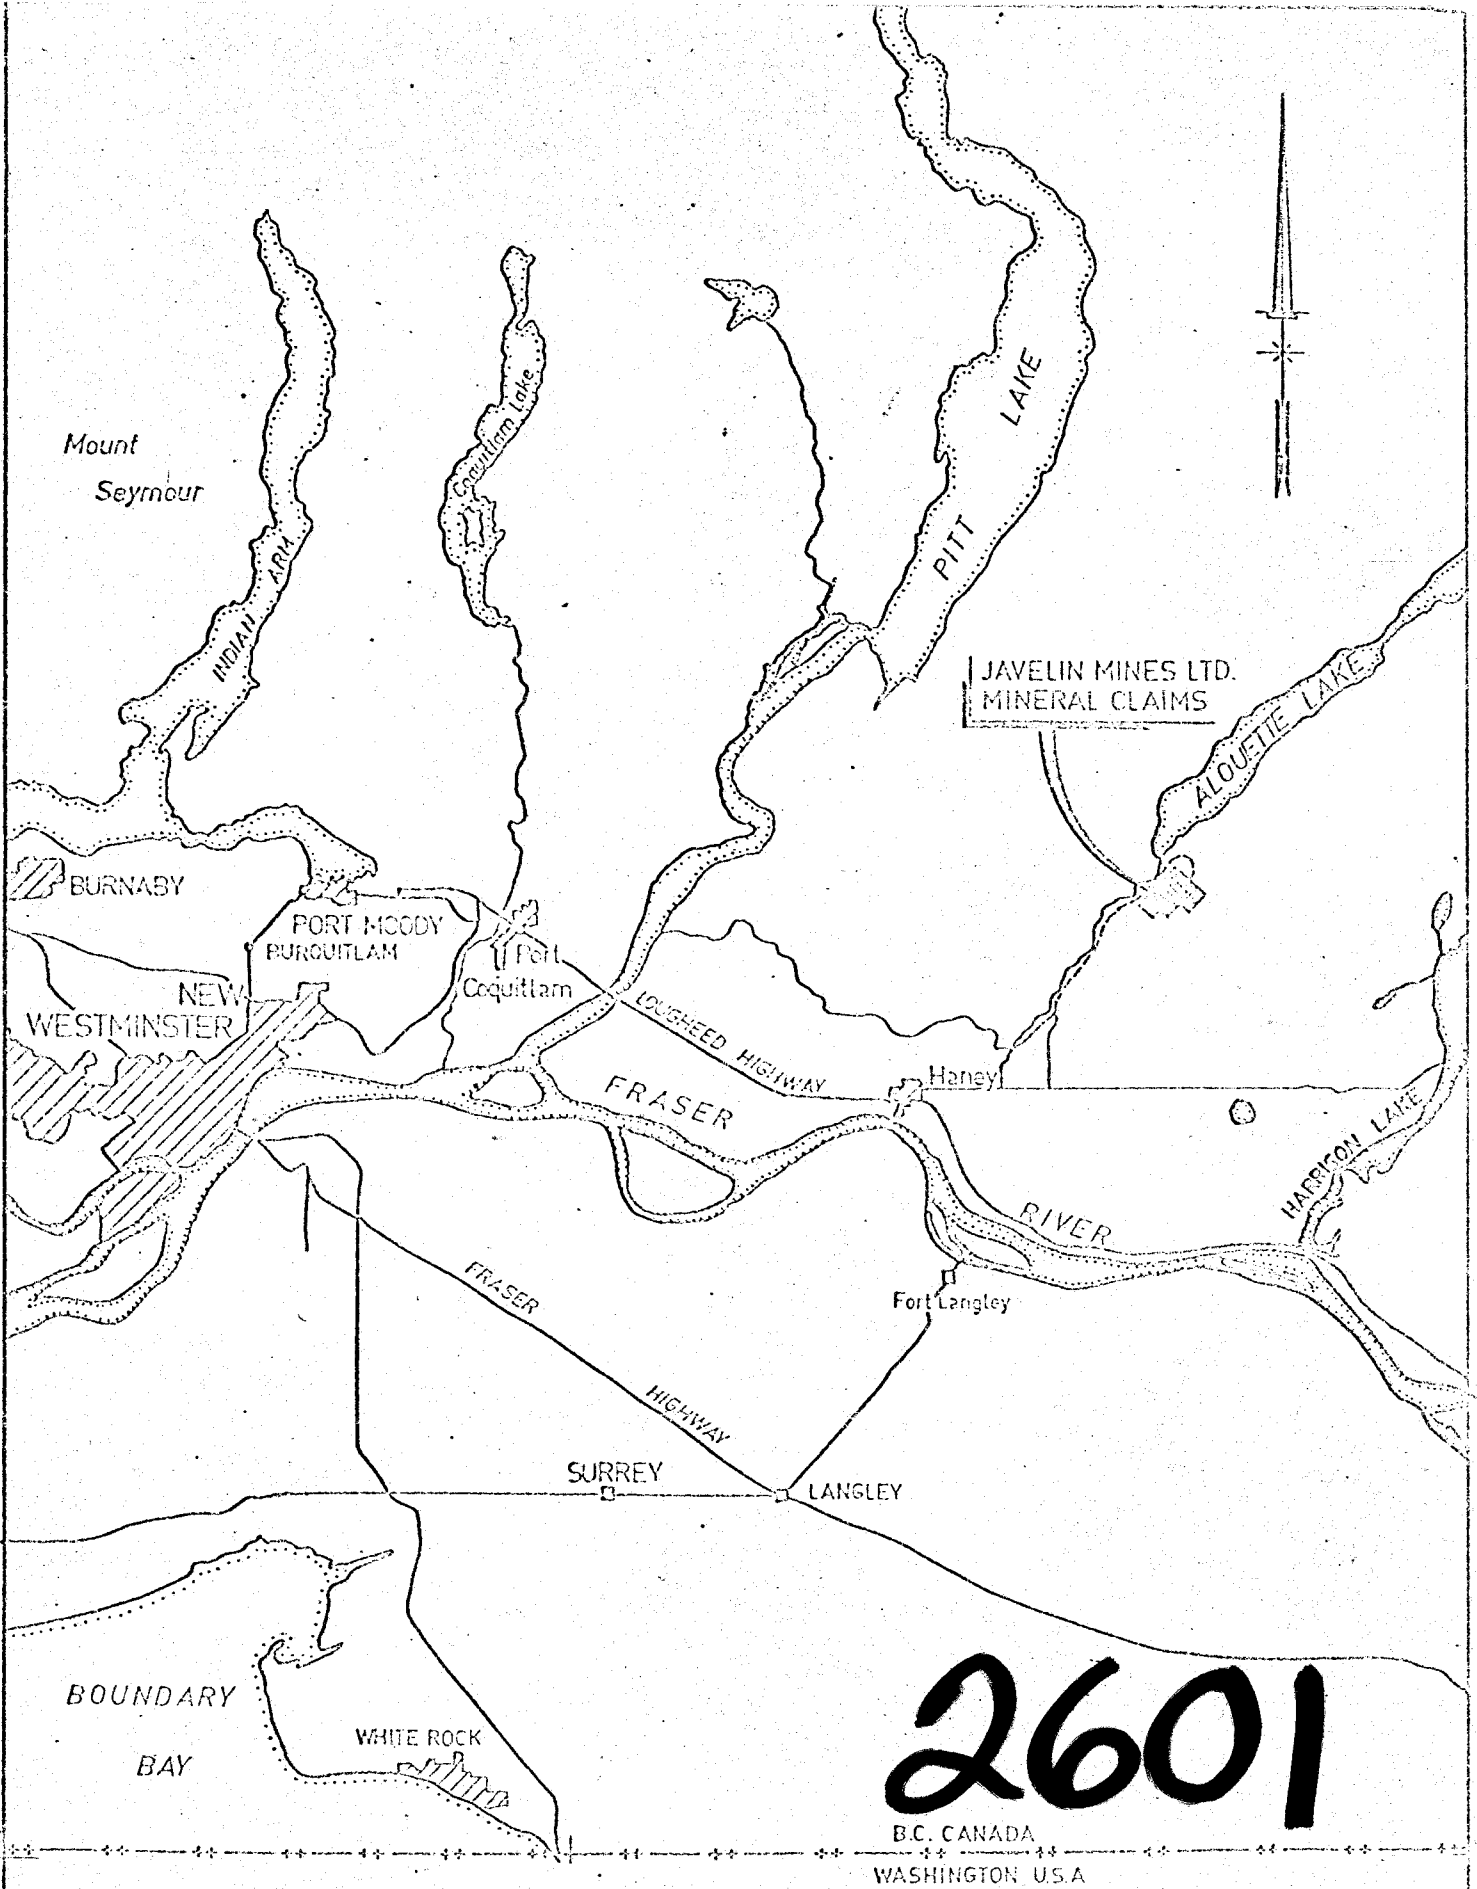 Mount
Seymour
INDIAN ARM
Coquitlam Lake
PITT LAKE
JAVELIN MINES LTD.
MINERAL CLAIMS
ALOUETTE LAKE
BURNABY
PORT MOODY
BURQUITLAM
Port
Coquitlam
NEW
WESTMINSTER
LOUGHEED HIGHWAY
Haney
FRASER RIVER
HARRISON LAKE
Fort Langley
FRASER HIGHWAY
SURREY
LANGLEY
BOUNDARY
BAY
WHITE ROCK
2601
B.C. CANADA
WASHINGTON U.S.A